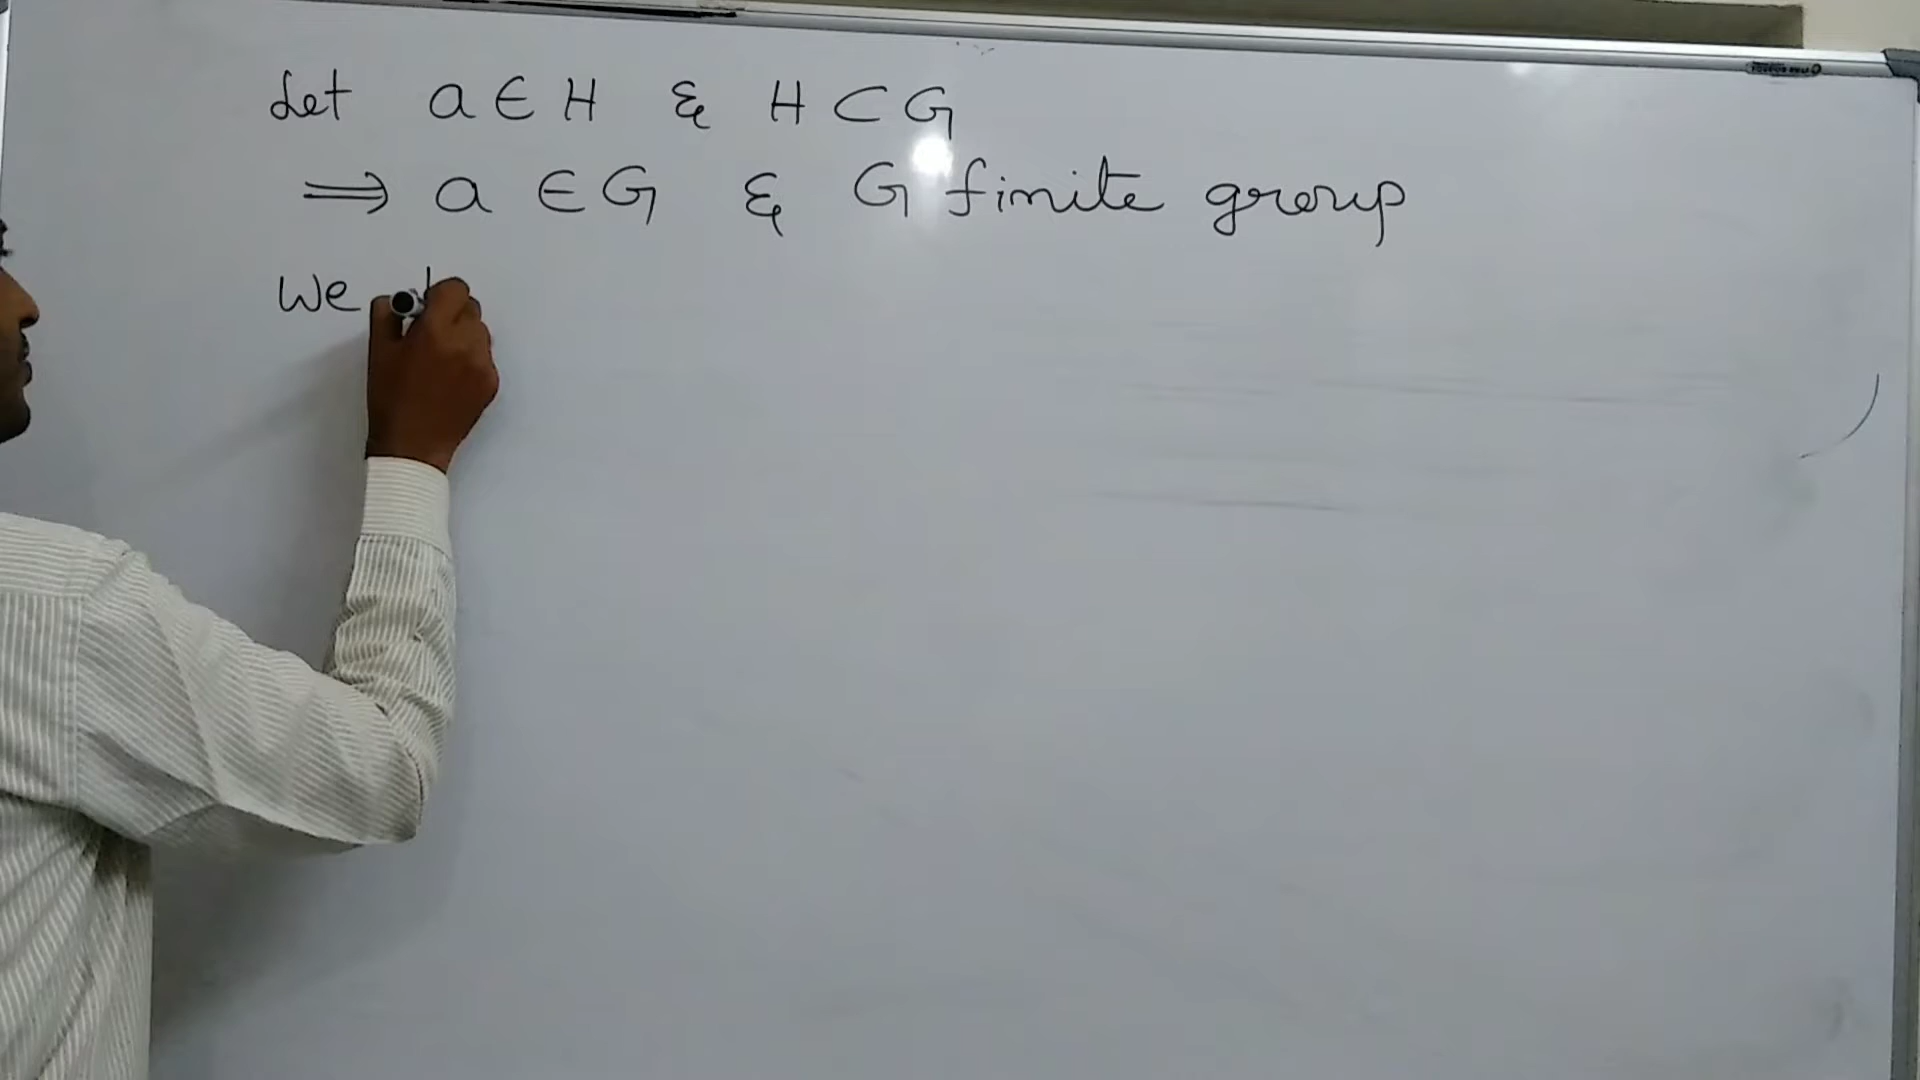 Let a ∈ H & H ⊂ G
⟹ a ∈ G & G finite group
We